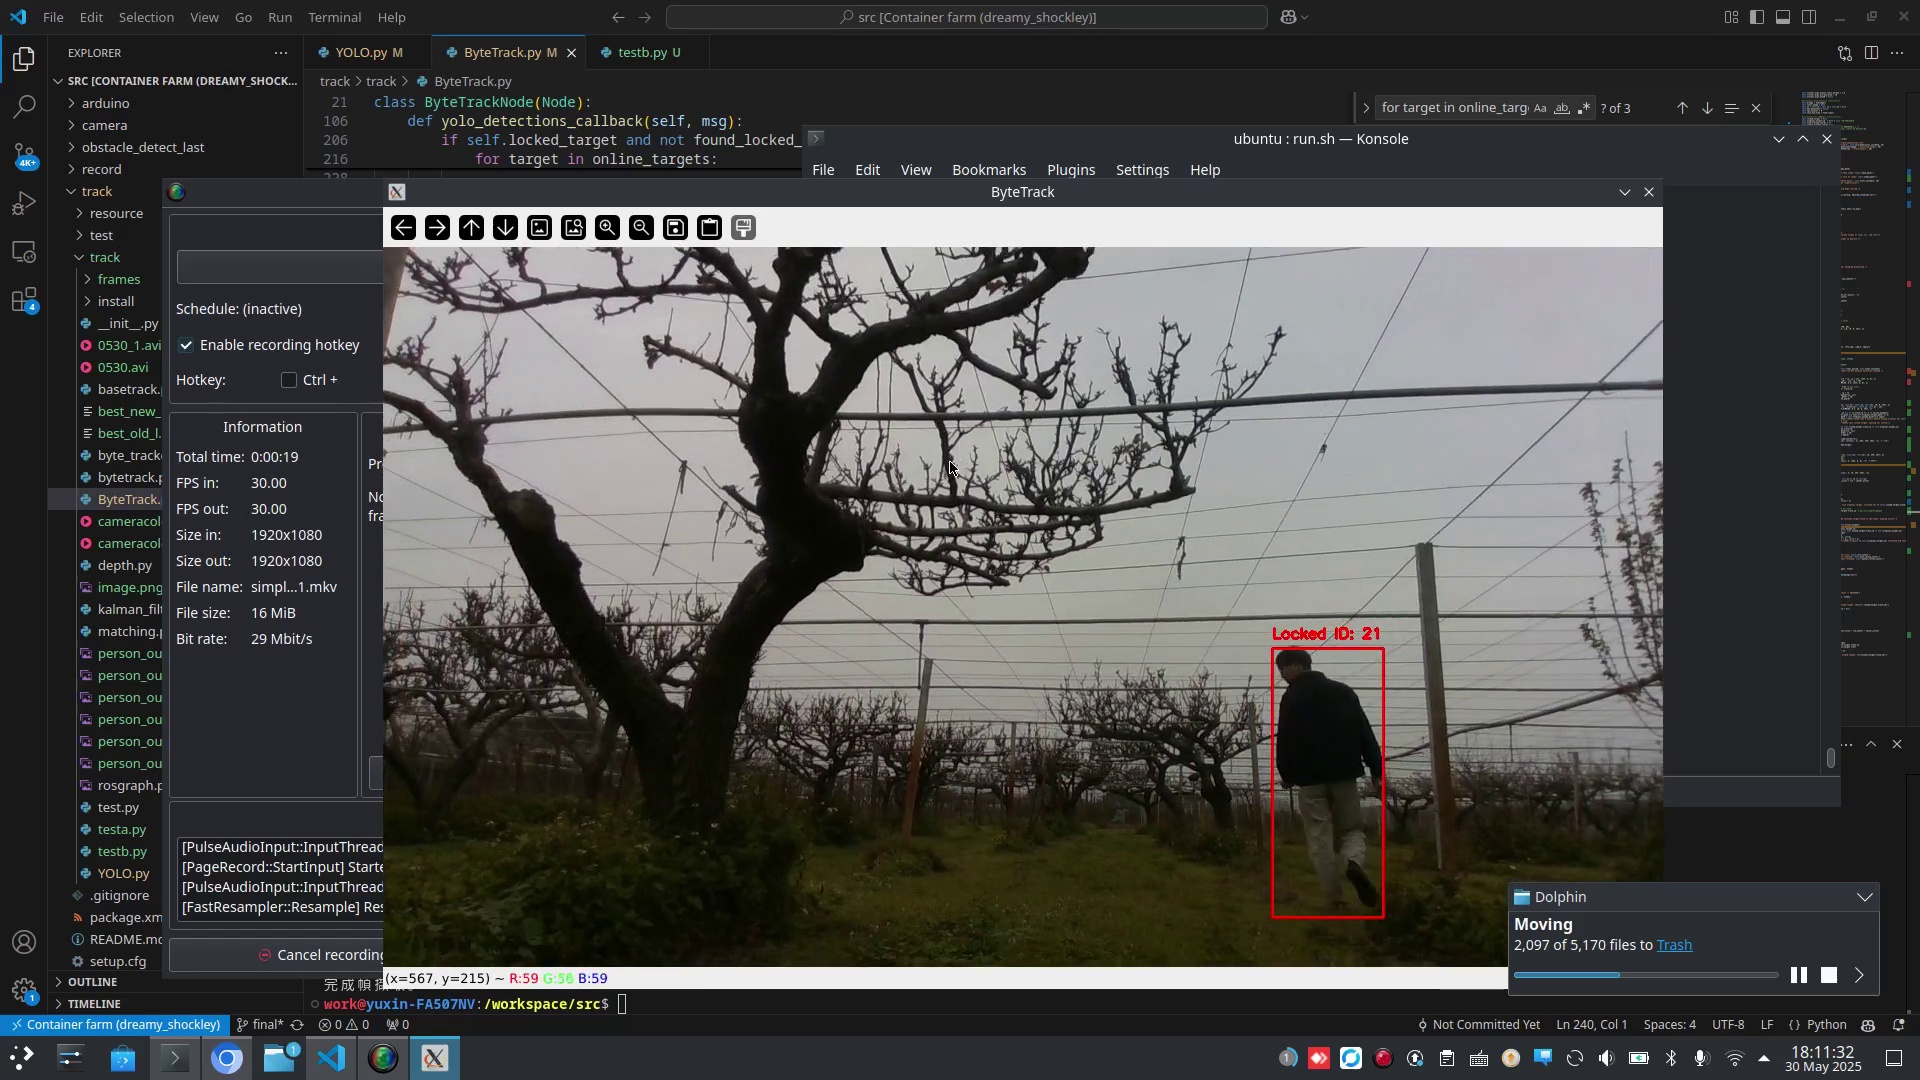 File Edit Selection View Go Run Terminal Help
src [Container farm (dreamy_shockley)]
EXPLORER
YOLO.py M
ByteTrack.py M
testb.py U
SRC [CONTAINER FARM (DREAMY_SHOCK...
track > track > ByteTrack.py
arduino
camera
obstacle_detect_last
record
track
resource
test
track
frames
install
__init__.py
0530_1.avi
0530.avi
basetrack.
best_new_
best_old_l.
byte_track
bytetrack.p
ByteTrack.
cameracol
cameracol
depth.py
image.png
kalman_filt
matching.p
person_ou
person_ou
person_ou
person_ou
person_ou
person_ou
rosgraph.p
test.py
testa.py
testb.py
YOLO.py
.gitignore
package.xm
README.md
setup.cfg
OUTLINE
TIMELINE
4K+
4
1
21 class ByteTrackNode(Node):
106 def yolo_detections_callback(self, msg):
206 if self.locked_target and not found_locked_
216 for target in online_targets:
for target in online_targ
Aa ab
? of 3
ubuntu : run.sh — Konsole
File Edit View Bookmarks Plugins Settings Help
ByteTrack
Schedule: (inactive)
Enable recording hotkey
Hotkey: Ctrl +
Information
Total time: 0:00:19
FPS in: 30.00
FPS out: 30.00
Size in: 1920x1080
Size out: 1920x1080
File name: simpl...1.mkv
File size: 16 MiB
Bit rate: 29 Mbit/s
Pr
No
fra
[PulseAudioInput::InputThread
[PageRecord::StartInput] Starte
[PulseAudioInput::InputThread
[FastResampler::Resample] Res
Cancel recording
Locked ID: 21
(x=567, y=215) ~ R:59 G:56 B:59
work@yuxin-FA507NV:/workspace/src$
Dolphin
Moving
2,097 of 5,170 files to Trash
Container farm (dreamy_shockley)
final*
0 0
0
Not Committed Yet
Ln 240, Col 1
Spaces: 4
UTF-8
LF
{} Python
1
1
18:11:32
30 May 2025